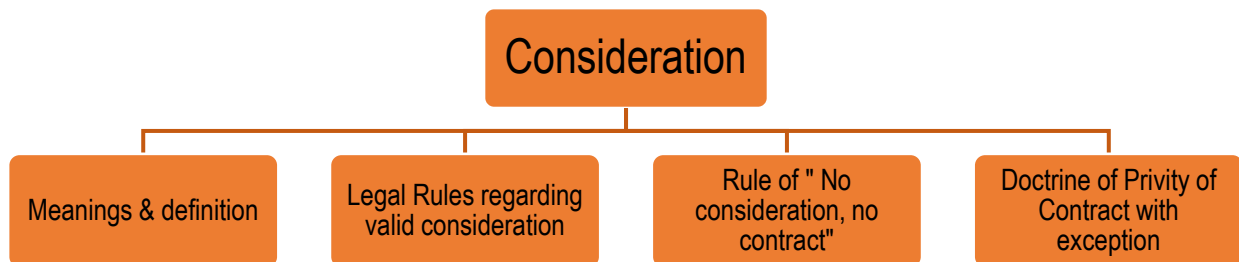 Consideration
Meanings & definition
Legal Rules regarding
valid consideration
Rule of " No
consideration, no
contract"
Doctrine of Privity of
Contract with
exception